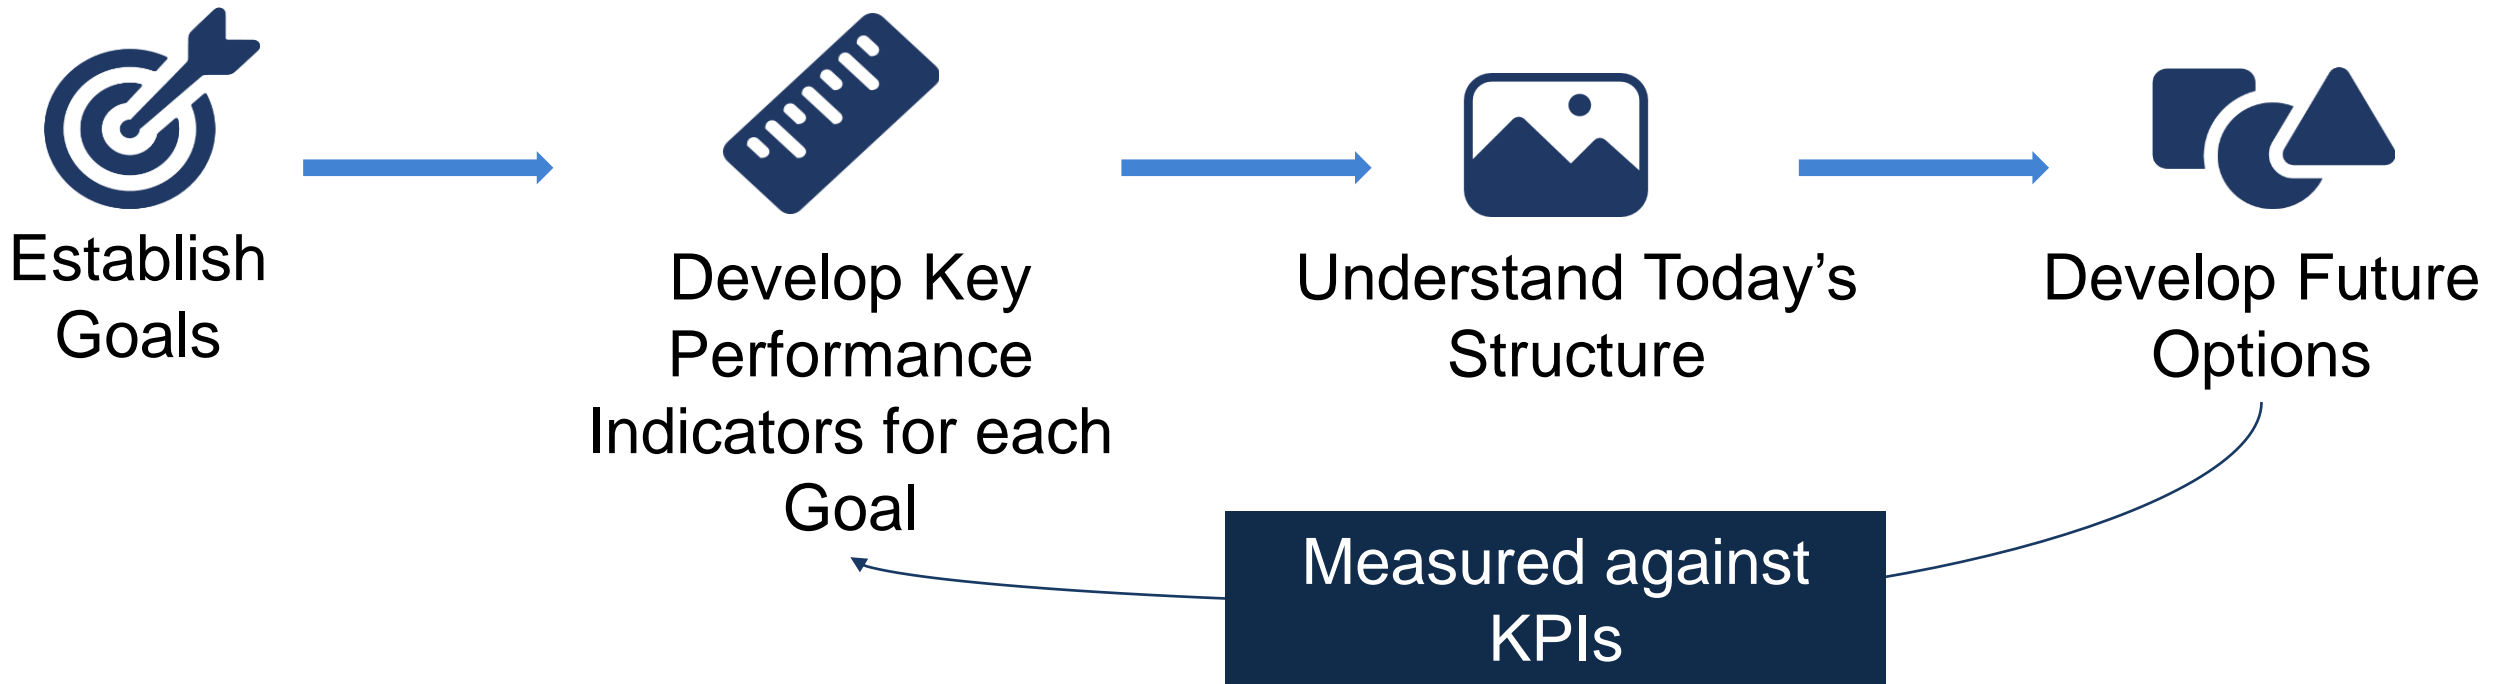 Establish
Goals
Develop Key
Performance
Indicators for each
Goal
Understand Today's
Structure
Develop Future
Options
Measured against
KPIs